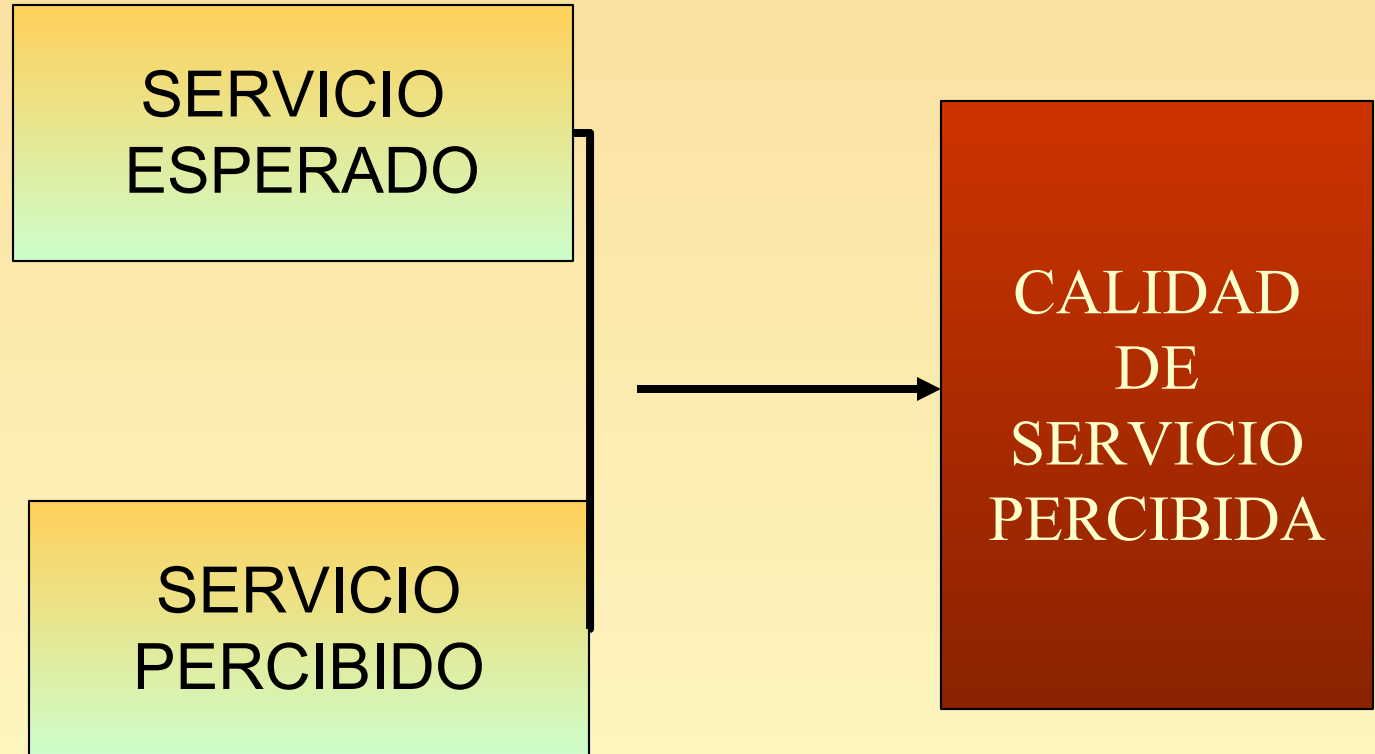 SERVICIO
ESPERADO
SERVICIO
PERCIBIDO
CALIDAD
DE
SERVICIO
PERCIBIDA